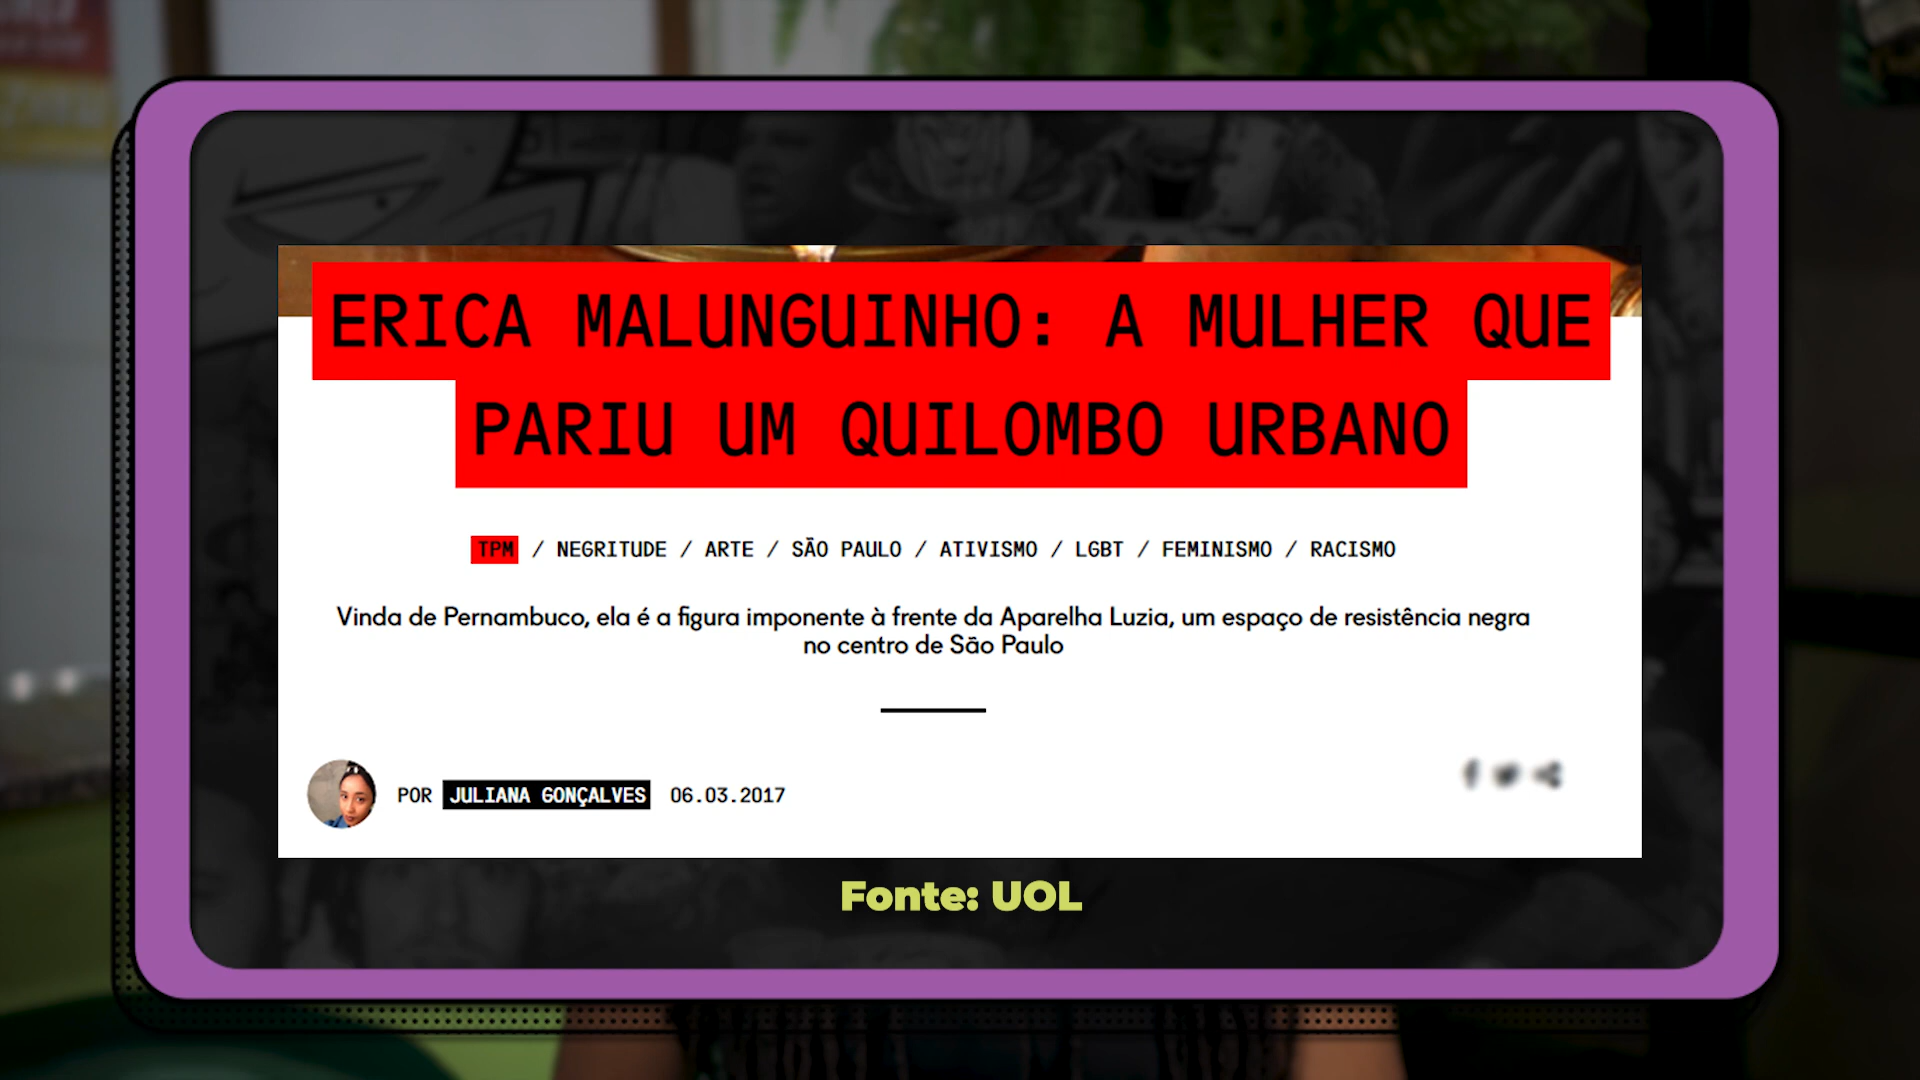 ERICA MALUNGUINHO: A MULHER QUE
PARIU UM QUILOMBO URBANO
TPM / NEGRITUDE / ARTE / SÃO PAULO / ATIVISMO / LGBT / FEMINISMO / RACISMO
Vinda de Pernambuco, ela é a figura imponente à frente da Aparelha Luzia, um espaço de resistência negra
no centro de São Paulo
POR JULIANA GONÇALVES 06.03.2017
Fonte: UOL